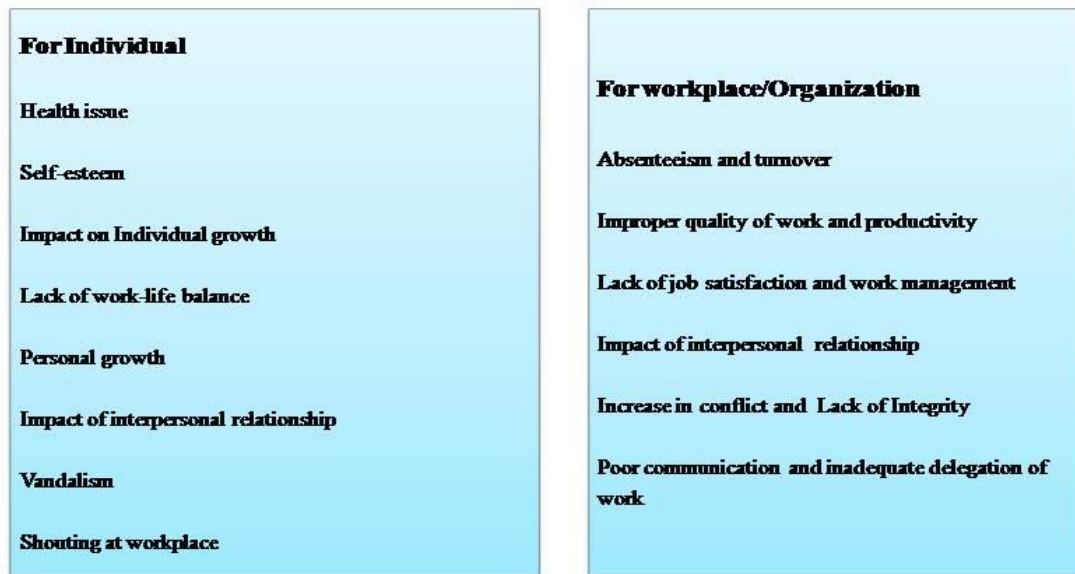 For Individual
Health issue
Self-esteem
Impact on Individual growth
Lack of work-life balance
Personal growth
Impact of interpersonal relationship
Vandalism
Shouting at workplace
For workplace/Organization
Absenteeism and turnover
Improper quality of work and productivity
Lack of job satisfaction and work management
Impact of interpersonal relationship
Increase in conflict and Lack of Integrity
Poor communication and inadequate delegation of
work